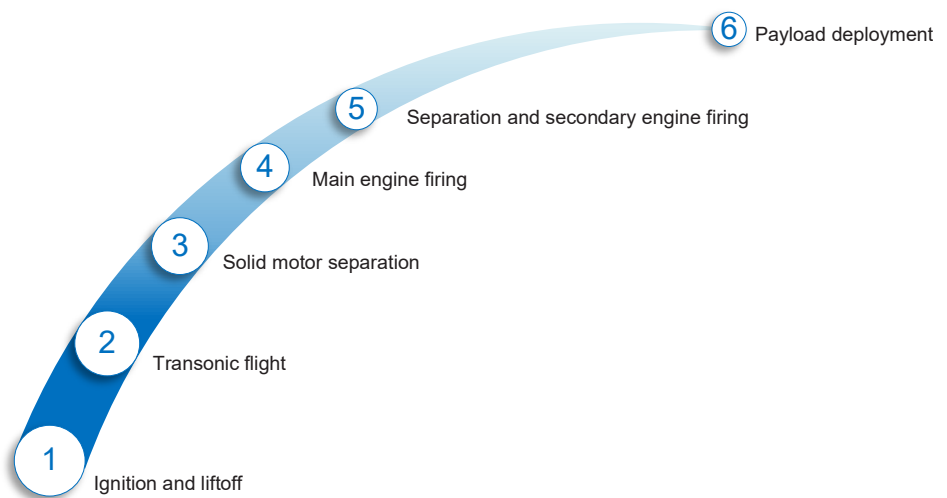 6 Payload deployment
5 Separation and secondary engine firing
4 Main engine firing
3 Solid motor separation
2 Transonic flight
1 Ignition and liftoff